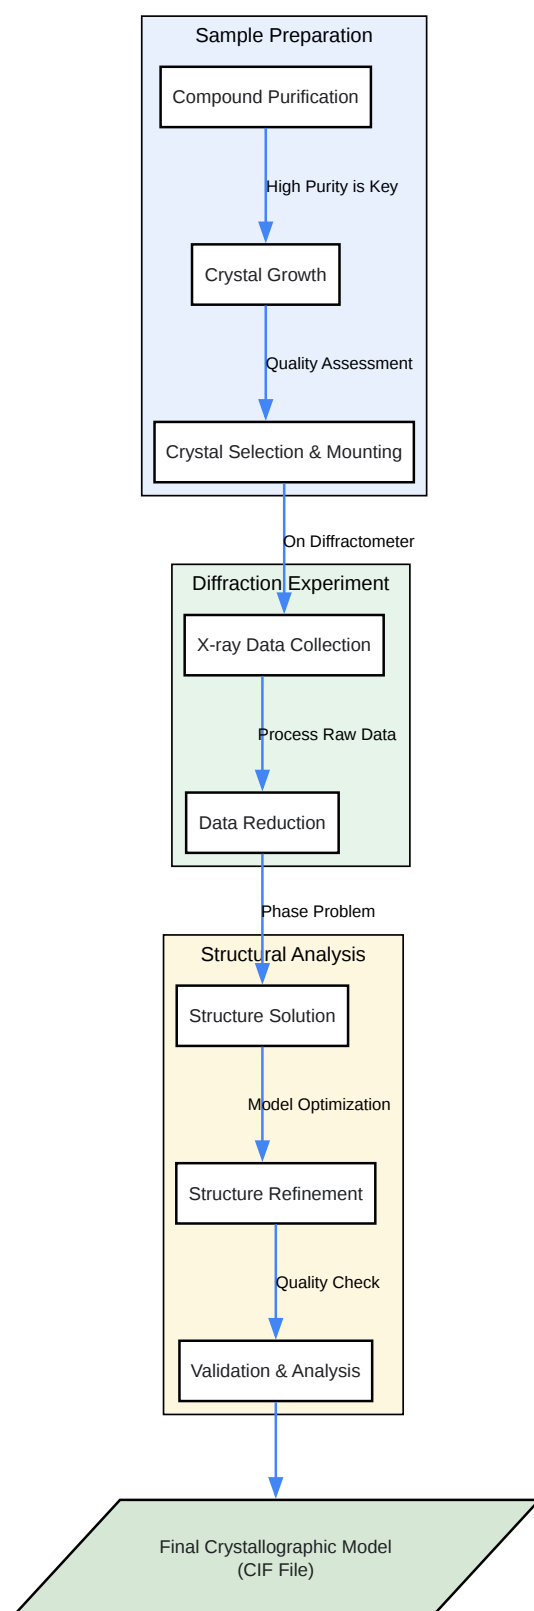 Sample Preparation
Compound Purification
High Purity is Key
Crystal Growth
Quality Assessment
Crystal Selection & Mounting
On Diffractometer
Diffraction Experiment
X-ray Data Collection
Process Raw Data
Data Reduction
Phase Problem
Structural Analysis
Structure Solution
Model Optimization
Structure Refinement
Quality Check
Validation & Analysis
Final Crystallographic Model
(CIF File)